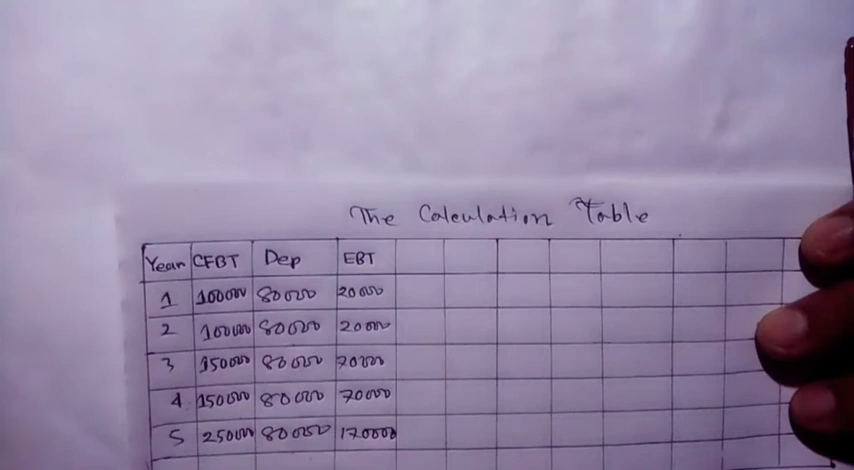 The Calculation Table
Year CFBT Dep EBT
1 100000 80000 20000
2 100000 80000 20000
3 150000 80000 70000
4 150000 80000 70000
5 250000 80000 170000